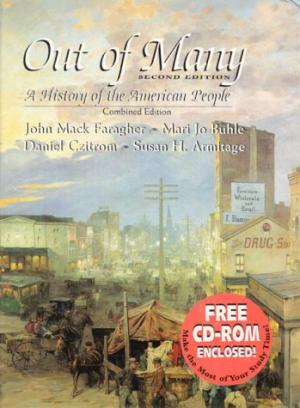 Out of Many
SECOND EDITION
A History of the American People
Combined Edition
John Mack Faragher • Mari Jo Buhle
Daniel Czitrom • Susan H. Armitage
Furniture
Wholesale
and
Retail
DRUG
FREE
CD-ROM
ENCLOSED!
Make the Most of Your Study Time!